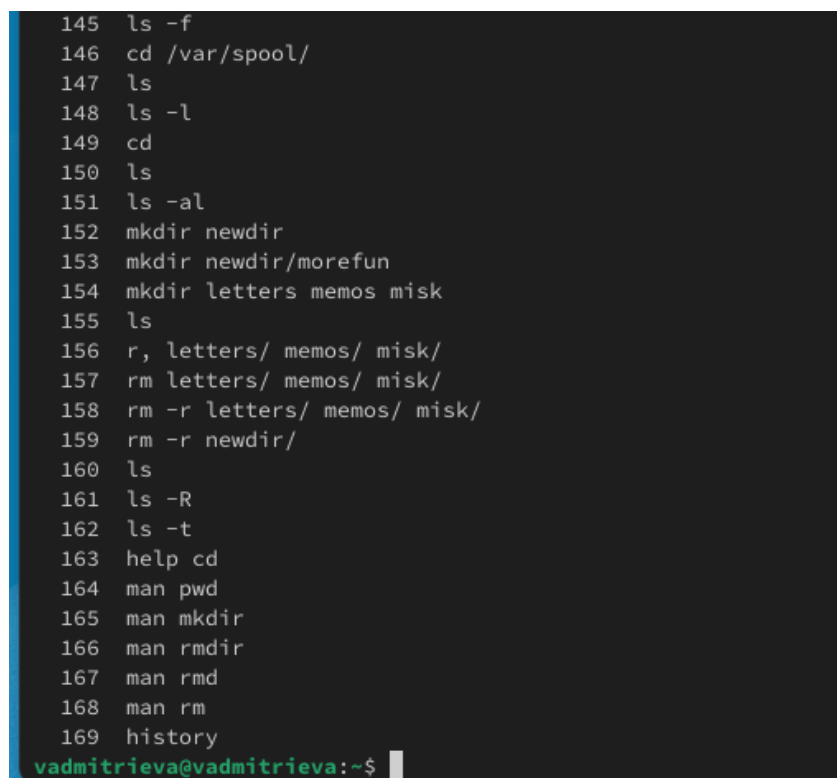 145 ls -f
146 cd /var/spool/
147 ls
148 ls -l
149 cd
150 ls
151 ls -al
152 mkdir newdir
153 mkdir newdir/morefun
154 mkdir letters memos misk
155 ls
156 r, letters/ memos/ misk/
157 rm letters/ memos/ misk/
158 rm -r letters/ memos/ misk/
159 rm -r newdir/
160 ls
161 ls -R
162 ls -t
163 help cd
164 man pwd
165 man mkdir
166 man rmdir
167 man rmd
168 man rm
169 history
vadmitrieva@vadmitrieva:~$